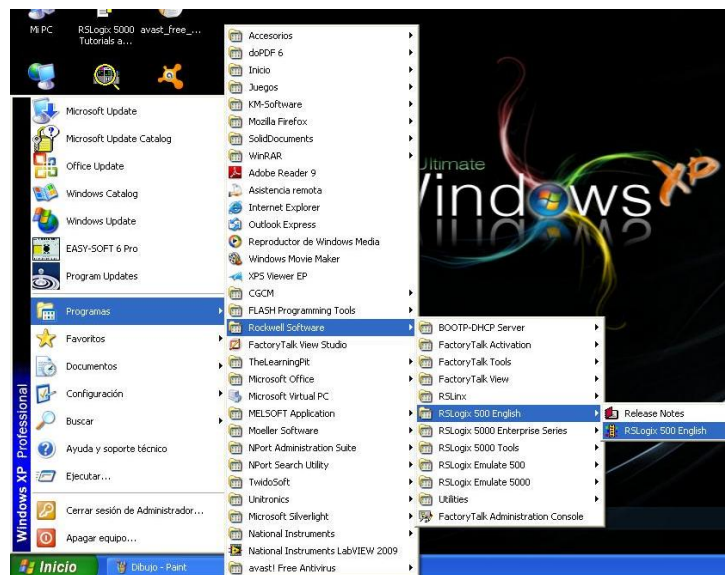 Mi PC
RSLogix 5000
Tutorials a...
avast_free_...
Microsoft Update
Microsoft Update Catalog
Office Update
Windows Catalog
Windows Update
EASY-SOFT 6 Pro
Program Updates
Programas
Favoritos
Documentos
Configuración
Buscar
Ayuda y soporte técnico
Ejecutar...
Cerrar sesión de Administrador...
Apagar equipo...
Windows XP Professional
Inicio
Dibujo - Paint
Accesorios
doPDF 6
Inicio
Juegos
KM-Software
Mozilla Firefox
SolidDocuments
WinRAR
Adobe Reader 9
Asistencia remota
Internet Explorer
Outlook Express
Reproductor de Windows Media
Windows Movie Maker
XPS Viewer EP
CGCM
FLASH Programming Tools
Rockwell Software
FactoryTalk View Studio
TheLearningPit
Microsoft Office
Microsoft Virtual PC
MELSOFT Application
Moeller Software
NPort Administration Suite
NPort Search Utility
TwidoSoft
Unitronics
Microsoft Silverlight
National Instruments
National Instruments LabVIEW 2009
avast! Free Antivirus
BOOTP-DHCP Server
FactoryTalk Activation
FactoryTalk Tools
FactoryTalk View
RSLinx
RSLogix 500 English
RSLogix 5000 Enterprise Series
RSLogix 5000 Tools
RSLogix Emulate 500
RSLogix Emulate 5000
Utilities
FactoryTalk Administration Console
Release Notes
RSLogix 500 English
Ultimate
Windows XP